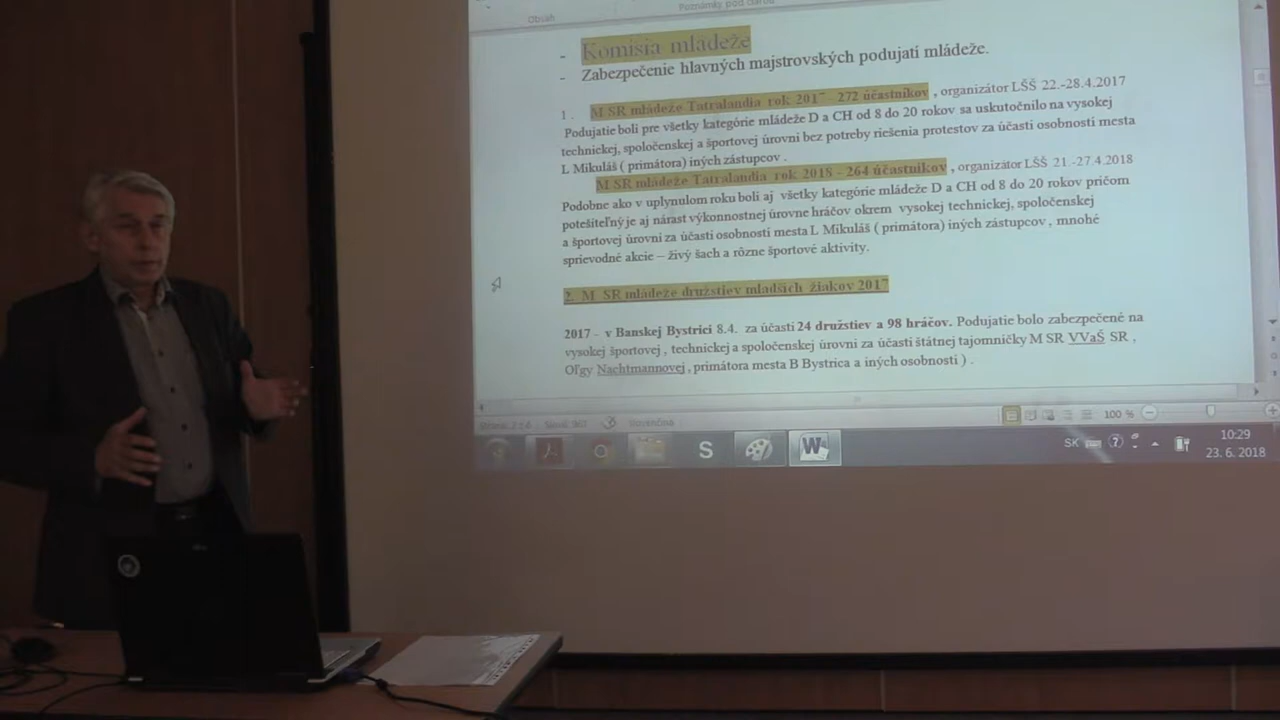 Obsah
Poznámky pod čiarou
- Komisia mládeže
- Zabezpečenie hlavných majstrovských podujatí mládeže.
1 . M SR mládeže Tatralandia rok 2017 - 272 účastníkov , organizátor LŠŠ 22.-28.4.2017
Podujatie boli pre všetky kategórie mládeže D a CH od 8 do 20 rokov sa uskutočnilo na vysokej
technickej, spoločenskej a športovej úrovni bez potreby riešenia protestov za účasti osobností mesta
L Mikuláš ( primátora) iných zástupcov .
M SR mládeže Tatralandia rok 2018 - 264 účastníkov , organizátor LŠŠ 21.-27.4.2018
Podobne ako v uplynulom roku boli aj všetky kategórie mládeže D a CH od 8 do 20 rokov pričom
potešiteľný je aj nárast výkonnostnej úrovne hráčov okrem vysokej technickej, spoločenskej
a športovej úrovni za účasti osobností mesta L Mikuláš ( primátora) iných zástupcov , mnohé
sprievodné akcie – živý šach a rôzne športové aktivity.
2. M SR mládeže družstiev mladších žiakov 2017
2017 - v Banskej Bystrici 8.4. za účasti 24 družstiev a 98 hráčov. Podujatie bolo zabezpečené na
vysokej športovej , technickej a spoločenskej úrovni za účasti štátnej tajomníčky M SR VVaŠ SR ,
Oľgy Nachtmannovej , primátora mesta B Bystrica a iných osobností ) .
Slovenčina
100 %
S
W
SK
10:29
23. 6. 2018